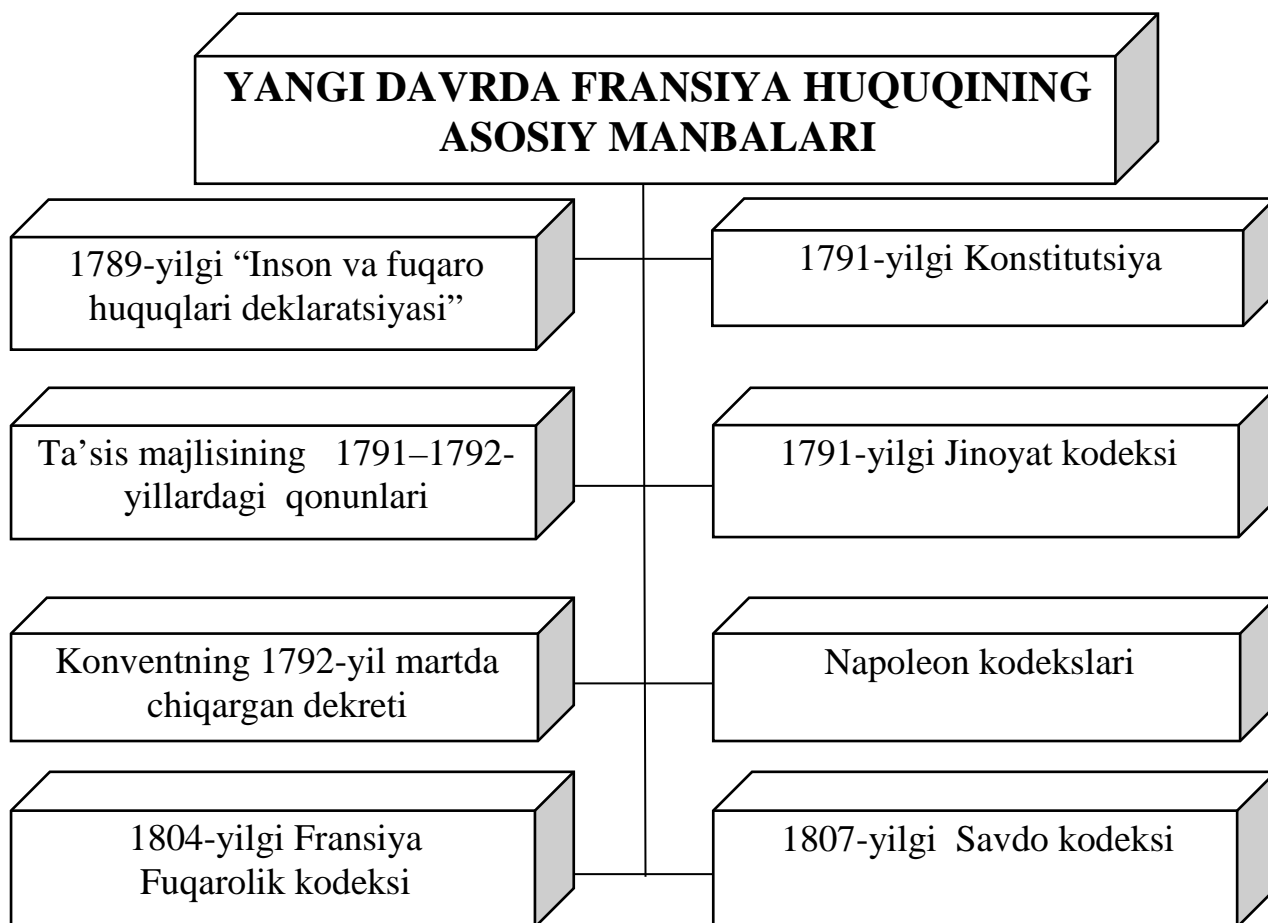 YANGI DAVRDA FRANSIYA HUQUQINING
ASOSIY MANBALARI
1789-yilgi “Inson va fuqaro
huquqlari deklaratsiyasi”
1791-yilgi Konstitutsiya
Ta’sis majlisining 1791–1792-
yillardagi qonunlari
1791-yilgi Jinoyat kodeksi
Konventning 1792-yil martda
chiqargan dekreti
Napoleon kodekslari
1804-yilgi Fransiya
Fuqarolik kodeksi
1807-yilgi Savdo kodeksi